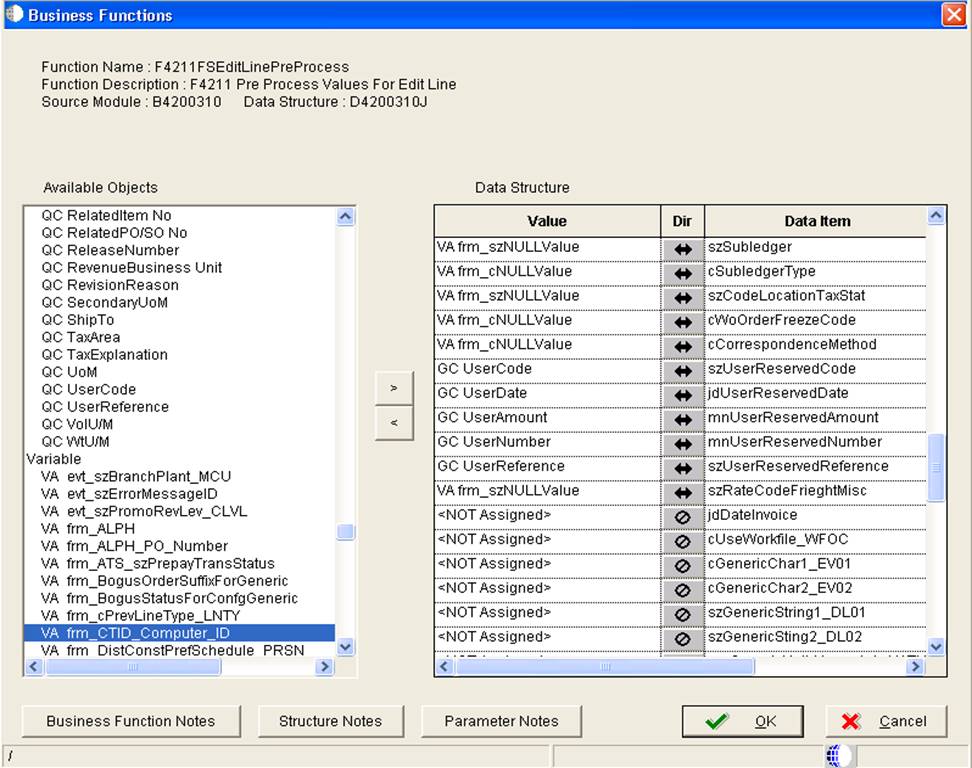 Business Functions
Function Name : F4211FSEditLinePreProcess
Function Description : F4211 Pre Process Values For Edit Line
Source Module : B4200310 Data Structure : D4200310J
Available Objects
QC RelatedItem No
QC RelatedPO/SO No
QC ReleaseNumber
QC RevenueBusiness Unit
QC RevisionReason
QC SecondaryUoM
QC ShipTo
QC TaxArea
QC TaxExplanation
QC UoM
QC UserCode
QC UserReference
QC VolU/M
QC WtU/M
Variable
VA evt_szBranchPlant_MCU
VA evt_szErrorMessageID
VA evt_szPromoRevLev_CLVL
VA frm_ALPH
VA frm_ALPH_PO_Number
VA frm_ATS_szPrepayTransStatus
VA frm_BogusOrderSuffixForGeneric
VA frm_BogusStatusForConfgGeneric
VA frm_cPrevLineType_LNTY
VA frm_CTID_Computer_ID
VA frm_DistConstPrefSchedule_PRSN
>
<
Data Structure
Value Dir Data Item
VA frm_szNULLValue szSubledger
VA frm_cNULLValue cSubledgerType
VA frm_szNULLValue szCodeLocationTaxStat
VA frm_cNULLValue cWoOrderFreezeCode
VA frm_cNULLValue cCorrespondenceMethod
GC UserCode szUserReservedCode
GC UserDate jdUserReservedDate
GC UserAmount mnUserReservedAmount
GC UserNumber mnUserReservedNumber
GC UserReference szUserReservedReference
VA frm_szNULLValue szRateCodeFrieghtMisc
<NOT Assigned> jdDateInvoice
<NOT Assigned> cUseWorkfile_WFOC
<NOT Assigned> cGenericChar1_EV01
<NOT Assigned> cGenericChar2_EV02
<NOT Assigned> szGenericString1_DL01
<NOT Assigned> szGenericSting2_DL02
Business Function Notes Structure Notes Parameter Notes OK Cancel
/